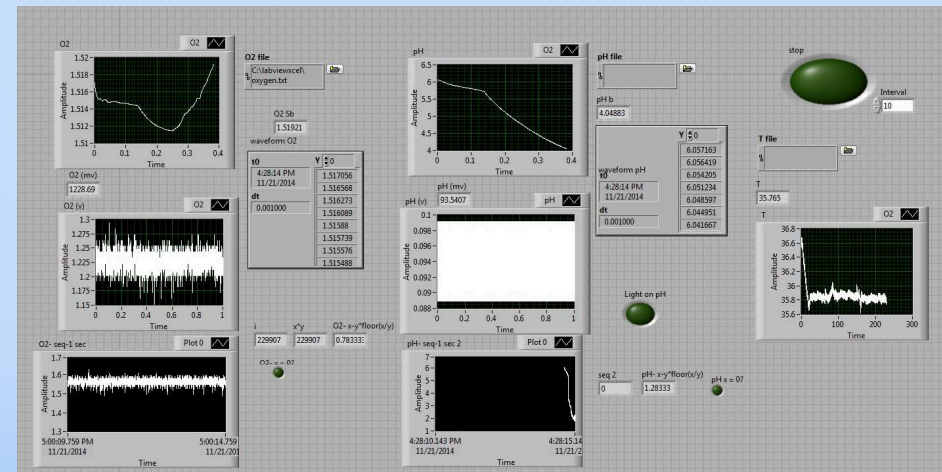 O2
O2
1.52
1.518
1.516
1.514
1.512
1.51
Amplitude
0
0.1
0.2
0.3
0.4
Time
O2 file
C:\labviewxcel\
oxygen.txt
O2 Sb
1.51921
waveform O2
t0
4:28:14 PM
11/21/2014
dt
0.001000
Y
0
1.517056
1.516568
1.516273
1.516089
1.51588
1.515739
1.515576
1.515488
O2 (mv)
1228.69
O2 (v)
O2
1.3
1.275
1.25
1.225
1.2
1.175
1.15
Amplitude
0
0.2
0.4
0.6
0.8
1
Time
i
229907
x*y
229907
O2- x-y*floor(x/y)
0.78333
O2- x = 0?
O2- seq-1 sec
Plot 0
1.7
1.6
1.5
1.4
1.3
Amplitude
5:00:09.759 PM
11/21/2014
5:00:14.759
11/21/201
Time
pH
O2
6.5
5.5
5
4.5
4
Amplitude
0
0.1
0.2
0.3
0.4
Time
pH file
pH b
4.04883
waveform pH
t0
4:28:14 PM
11/21/2014
dt
0.001000
Y
0
6.057163
6.056419
6.054205
6.051234
6.048597
6.044951
6.041667
pH (mv)
93.5407
pH (v)
pH
0.1
0.098
0.096
0.094
0.092
0.09
0.088
Amplitude
0
0.2
0.4
0.6
0.8
1
Time
Light on pH
pH- seq-1 sec 2
Plot 0
7
6
5
4
3
2
1
Amplitude
4:28:10.143 PM
11/21/2014
4:28:15.14
11/21/2
Time
seq 2
0
pH- x-y*floor(x/y)
1.28333
pH x = 0?
stop
Interval
10
T file
T
35.765
T
O2
36.8
36.6
36.4
36.2
36
35.8
35.6
Amplitude
0
100
200
300
Time